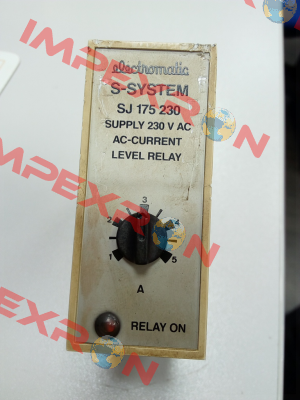 electromatic
S-SYSTEM
SJ 175 230
SUPPLY 230 V AC
AC-CURRENT
LEVEL RELAY
3
2
4
1
5
A
RELAY ON
IMPEXRON
IMPEXRON
IMPEXRON